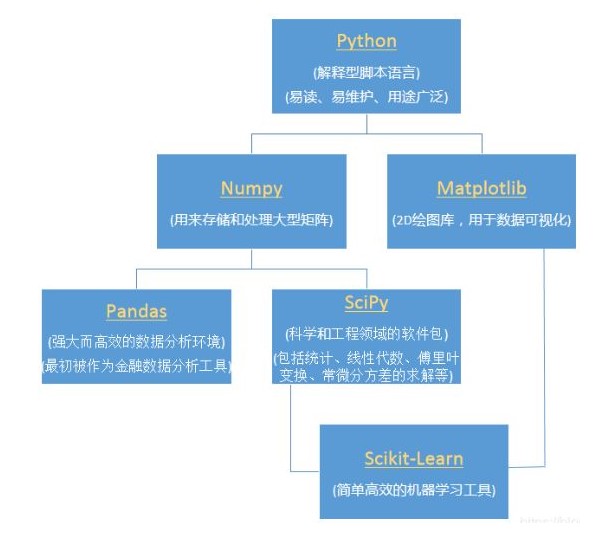 Python
(解释型脚本语言)
(易读、易维护、用途广泛)
Numpy
(用来存储和处理大型矩阵)
Matplotlib
(2D绘图库，用于数据可视化)
Pandas
(强大而高效的数据分析环境)
(最初被作为金融数据分析工具)
SciPy
(科学和工程领域的软件包)
(包括统计、线性代数、傅里叶
变换、常微分方差的求解等)
Scikit-Learn
(简单高效的机器学习工具)